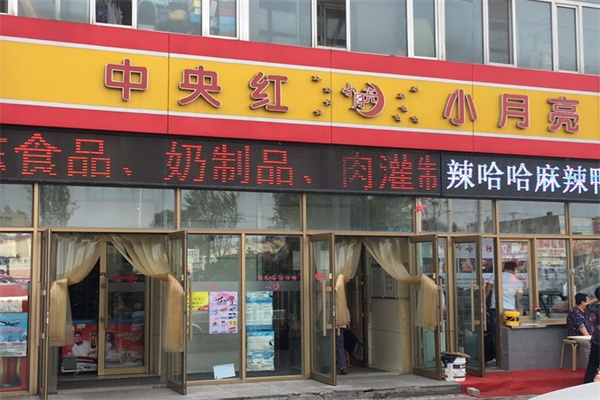 中央红 小月亮
食品、奶制品、肉灌制 辣哈哈麻辣鸭